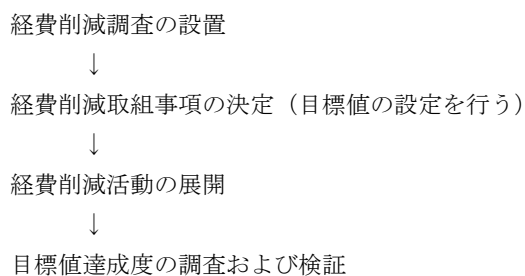 経費削減調査の設置
↓
経費削減取組事項の決定（目標値の設定を行う）
↓
経費削減活動の展開
↓
目標値達成度の調査および検証